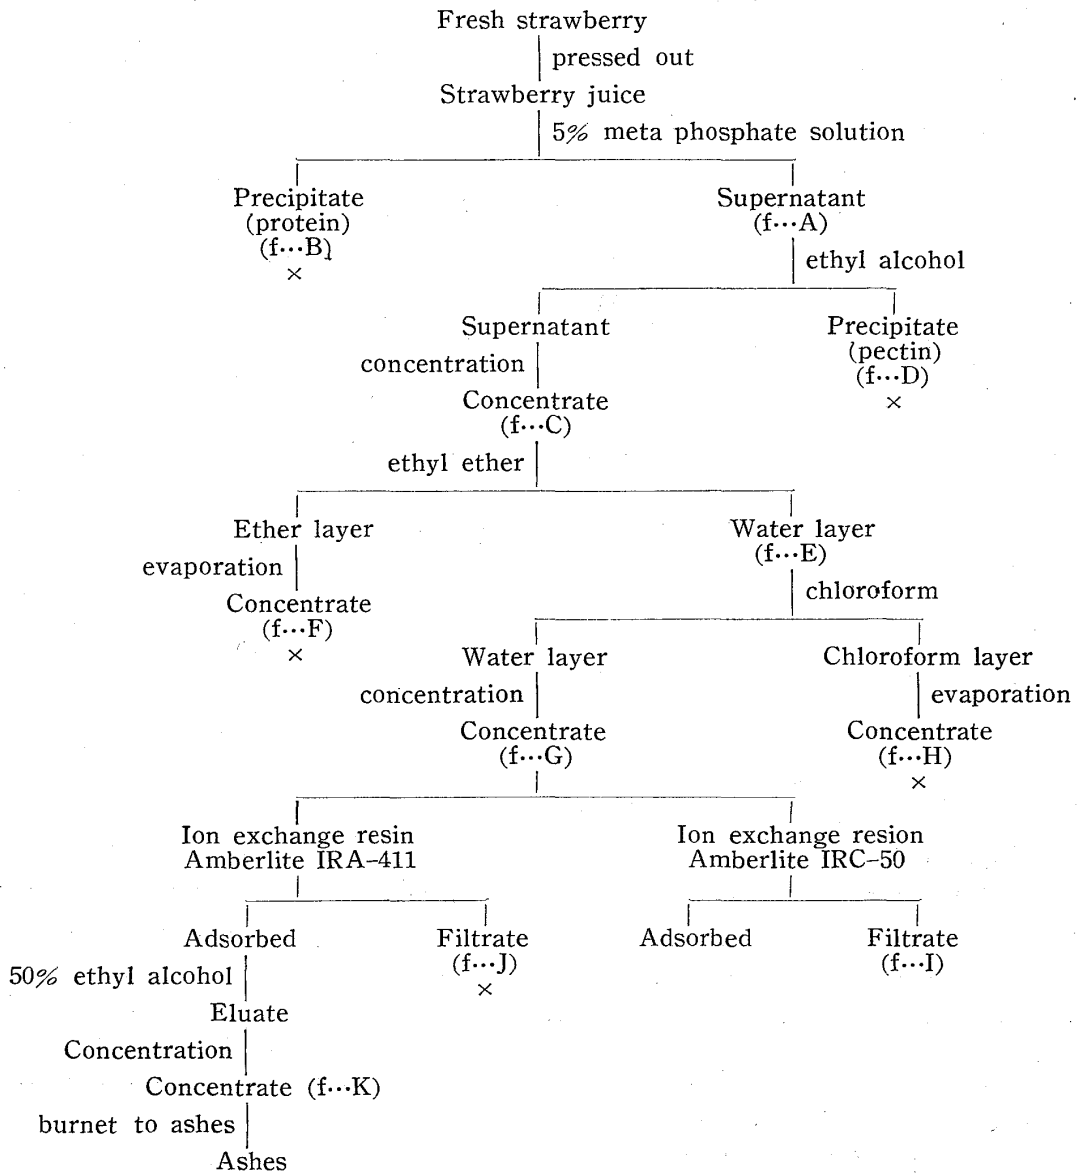 Fresh strawberry
pressed out
Strawberry juice
5% meta phosphate solution
Precipitate
(protein)
(f…B)
×
Supernatant
(f…A)
ethyl alcohol
Supernatant
concentration
Concentrate
(f…C)
Precipitate
(pectin)
(f…D)
×
ethyl ether
Ether layer
evaporation
Concentrate
(f…F)
×
Water layer
(f…E)
chloroform
Water layer
concentration
Concentrate
(f…G)
Chloroform layer
evaporation
Concentrate
(f…H)
×
Ion exchange resin
Amberlite IRA-411
Ion exchange resion
Amberlite IRC-50
Adsorbed
Filtrate
(f…J)
×
Adsorbed
Filtrate
(f…I)
50% ethyl alcohol
Eluate
Concentration
Concentrate (f…K)
burnet to ashes
Ashes